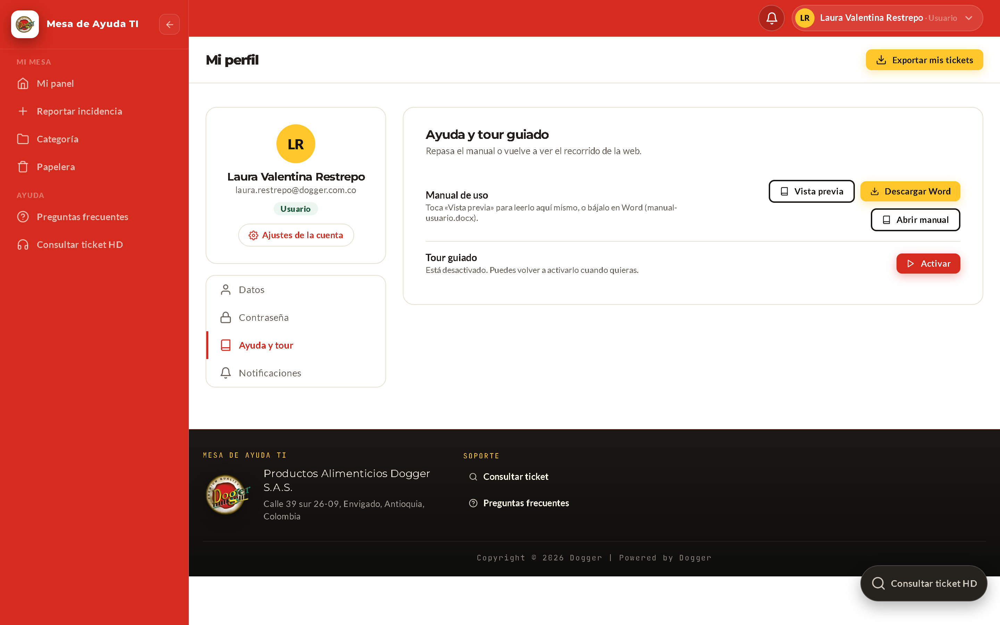 Dogger
Mesa de Ayuda TI
LR
Laura Valentina Restrepo · Usuario
MI MESA
Mi panel
Reportar incidencia
Categoría
Papelera
AYUDA
Preguntas frecuentes
Consultar ticket HD
Mi perfil
Exportar mis tickets
LR
Laura Valentina Restrepo
laura.restrepo@dogger.com.co
Usuario
Ajustes de la cuenta
Datos
Contraseña
Ayuda y tour
Notificaciones
Ayuda y tour guiado
Repasa el manual o vuelve a ver el recorrido de la web.
Manual de uso
Toca «Vista previa» para leerlo aquí mismo, o bájalo en Word (manual-
usuario.docx).
Vista previa
Descargar Word
Abrir manual
Tour guiado
Está desactivado. Puedes volver a activarlo cuando quieras.
Activar
MESA DE AYUDA TI
PREMIUM QUALITY
Dogger
Productos Alimenticios Dogger
S.A.S.
Calle 39 sur 26-09, Envigado, Antioquia,
Colombia
SOPORTE
Consultar ticket
Preguntas frecuentes
Copyright © 2026 Dogger | Powered by Dogger
Consultar ticket HD